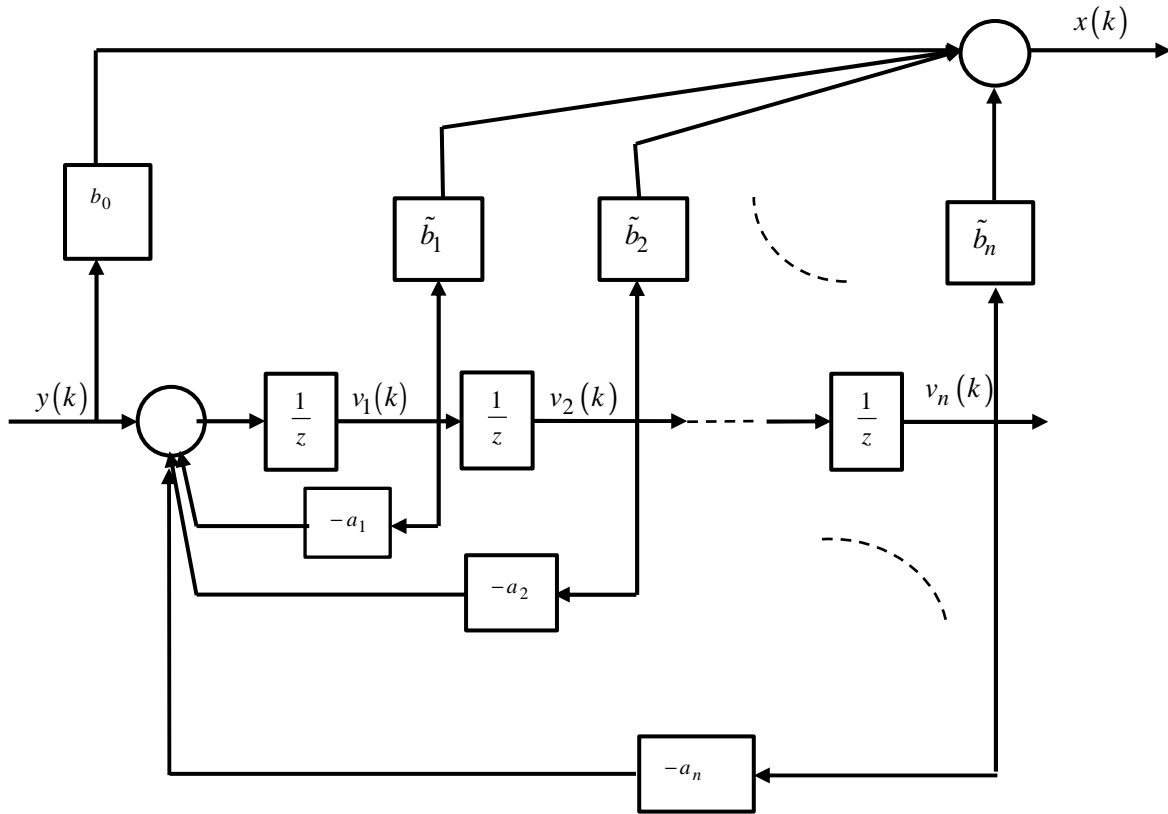 x(k)
b₀
b̃₁
b̃₂
b̃ₙ
y(k)
1/z
v₁(k)
1/z
v₂(k)
1/z
vₙ(k)
−a₁
−a₂
−aₙ